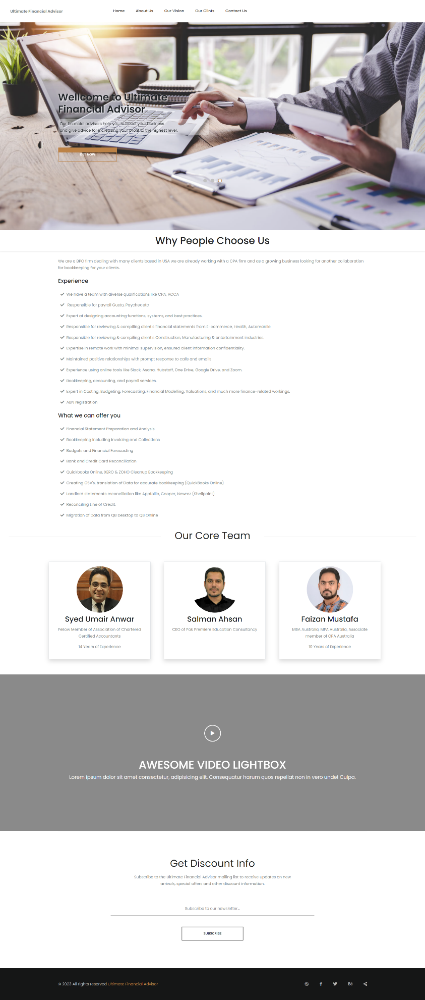 Ultimate Financial Advisor
Home About Us Our Vision Our Clints Contact Us
Wellcome to Ultimate
Financial Advisor
Our financial advisors help you to boost your business
and give advice for increasing your profit to the highest level.
GET NOW
Why People Choose Us
We are a BPO firm dealing with many clients based in USA we are already working with a CPA firm and as a growing business looking for another collaboration
for bookkeeping for your clients.
Experience
We have a team with diverse qualifications like CPA, ACCA
Responsible for payroll Gusto, Paychex etc
Expert at designing accounting functions, systems, and best practices.
Responsible for reviewing & compiling client's financial statements from E-commerce, Health, Automobile.
Responsible for reviewing & compiling client's Construction, Manufacturing & entertainment industries.
Expertise in remote work with minimal supervision, ensured client information confidentiality.
Maintained positive relationships with prompt response to calls and emails
Experience using online tools like Slack, Asana, Hubstaff, One Drive, Google Drive, and Zoom.
Bookkeeping, accounting, and payroll services.
Expert in Costing, Budgeting, Forecasting, Financial Modelling, Valuations, and much more finance-related workings.
ABN registration
What we can offer you
Financial Statement Preparation and Analysis
Bookkeeping including Invoicing and Collections
Budgets and Financial Forecasting
Bank and Credit Card Reconciliation
Quickbooks Online, XERO & ZOHO Cleanup Bookkeeping
Creating CSV's, translation of Data for accurate bookkeeping (QuickBooks Online)
Landlord statements reconciliation like Appfollio, Cooper, Newrez (Shellpoint)
Reconciling Line of Credit.
Migration of Data from QB Desktop to QB Online
Our Core Team
Syed Umair Anwar
Fellow Member of Association of Chartered
Certified Accountants
14 Years of Experience
Salman Ahsan
CEO of Pak Premiere Education Consultancy
Faizan Mustafa
MBA Australia, MPA Australia, Associate
member of CPA Australia
10 Years of Experience
AWESOME VIDEO LIGHTBOX
Lorem ipsum dolor sit amet consectetur, adipisicing elit. Consequatur harum quos repellat non in vero unde! Culpa.
Get Discount Info
Subscribe to the Ultimate Financial Advisor mailing list to receive updates on new
arrivals, special offers and other discount information.
Subscribe to our newsletter...
SUBSCRIBE
© 2023 All rights reserved Ultimate Financial Advisor